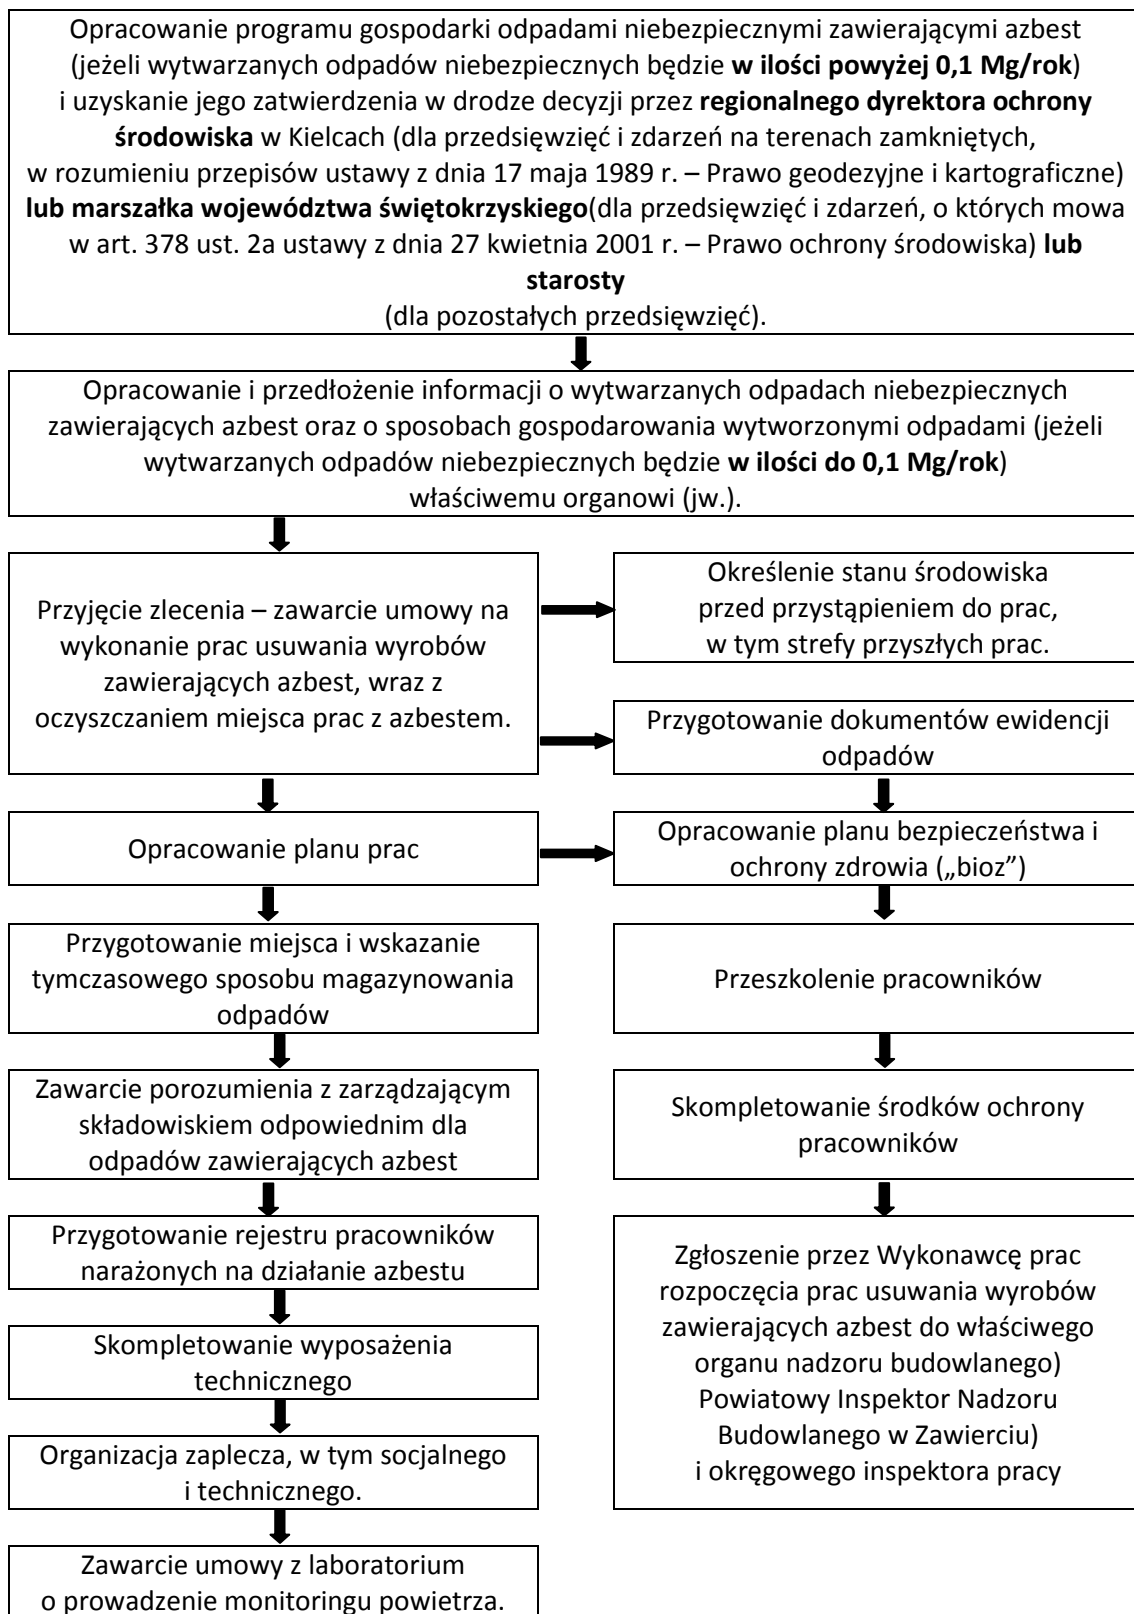 Opracowanie programu gospodarki odpadami niebezpiecznymi zawierającymi azbest
(jeżeli wytwarzanych odpadów niebezpiecznych będzie w ilości powyżej 0,1 Mg/rok)
i uzyskanie jego zatwierdzenia w drodze decyzji przez regionalnego dyrektora ochrony
środowiska w Kielcach (dla przedsięwzięć i zdarzeń na terenach zamkniętych,
w rozumieniu przepisów ustawy z dnia 17 maja 1989 r. – Prawo geodezyjne i kartograficzne)
lub marszałka województwa świętokrzyskiego(dla przedsięwzięć i zdarzeń, o których mowa
w art. 378 ust. 2a ustawy z dnia 27 kwietnia 2001 r. – Prawo ochrony środowiska) lub
starosty
(dla pozostałych przedsięwzięć).
Opracowanie i przedłożenie informacji o wytwarzanych odpadach niebezpiecznych
zawierających azbest oraz o sposobach gospodarowania wytworzonymi odpadami (jeżeli
wytwarzanych odpadów niebezpiecznych będzie w ilości do 0,1 Mg/rok)
właściwemu organowi (jw.).
Przyjęcie zlecenia – zawarcie umowy na
wykonanie prac usuwania wyrobów
zawierających azbest, wraz z
oczyszczaniem miejsca prac z azbestem.
Określenie stanu środowiska
przed przystąpieniem do prac,
w tym strefy przyszłych prac.
Przygotowanie dokumentów ewidencji
odpadów
Opracowanie planu prac
Opracowanie planu bezpieczeństwa i
ochrony zdrowia („bioz”)
Przygotowanie miejsca i wskazanie
tymczasowego sposobu magazynowania
odpadów
Przeszkolenie pracowników
Zawarcie porozumienia z zarządzającym
składowiskiem odpowiednim dla
odpadów zawierających azbest
Skompletowanie środków ochrony
pracowników
Przygotowanie rejestru pracowników
narażonych na działanie azbestu
Zgłoszenie przez Wykonawcę prac
rozpoczęcia prac usuwania wyrobów
zawierających azbest do właściwego
organu nadzoru budowlanego)
Powiatowy Inspektor Nadzoru
Budowlanego w Zawierciu)
i okręgowego inspektora pracy
Skompletowanie wyposażenia
technicznego
Organizacja zaplecza, w tym socjalnego
i technicznego.
Zawarcie umowy z laboratorium
o prowadzenie monitoringu powietrza.